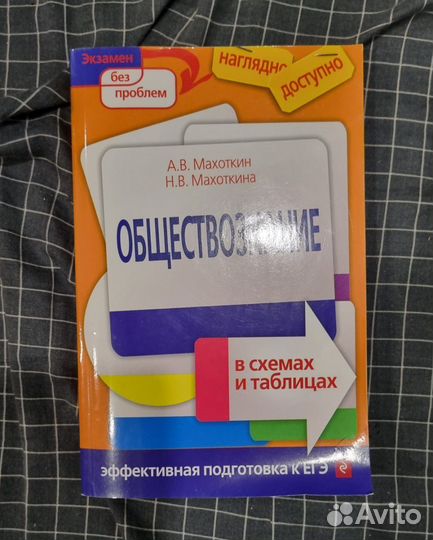 Экзамен
без
проблем
наглядно
доступно
А.В. Махоткин
Н.В. Махоткина
ОБЩЕСТВОЗНАНИЕ
в схемах
и таблицах
эффективная подготовка к ЕГЭ
Avito